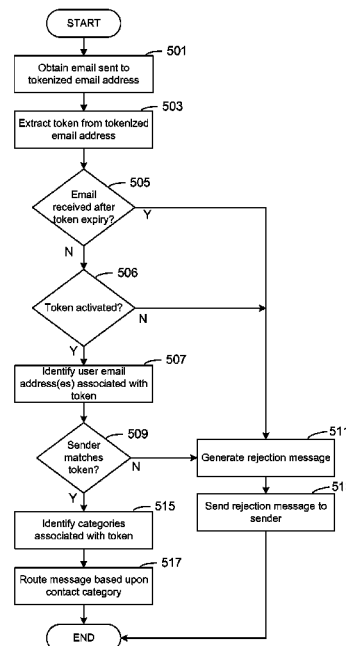 START
501
Obtain email sent to
tokenized email address
503
Extract token from tokenized
email address
505
Email
received after
token expiry?
Y
N
506
Token activated?
N
Y
507
Identify user email
address(es) associated with
token
509
Sender
matches
token?
N
Y
511
Generate rejection message
515
Identify categories
associated with token
51
Send rejection message to
sender
517
Route message based upon
contact category
END